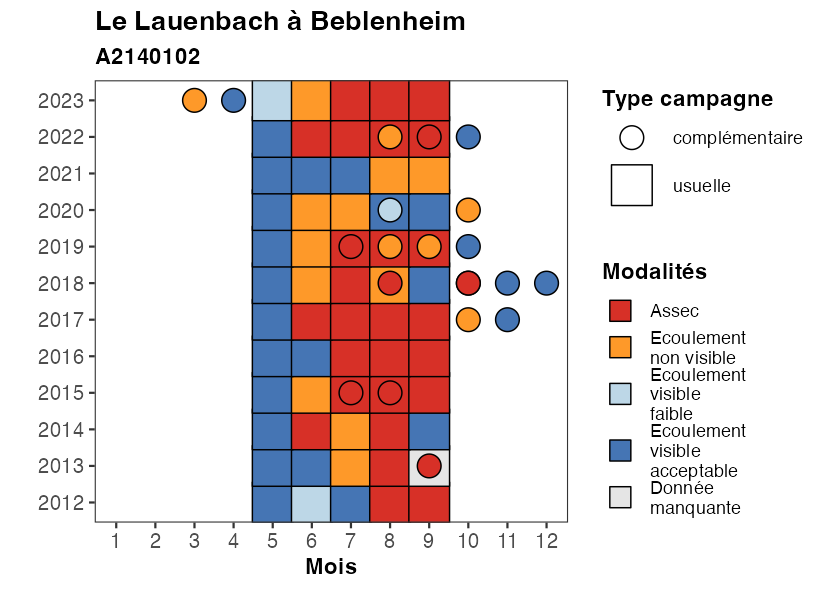 Le Lauenbach à Beblenheim
A2140102
2023
2022
2021
2020
2019
2018
2017
2016
2015
2014
2013
2012
1 2 3 4 5 6 7 8 9 10 11 12
Mois
Type campagne
complémentaire
usuelle
Modalités
Assec
Ecoulement
non visible
Ecoulement
visible
faible
Ecoulement
visible
acceptable
Donnée
manquante